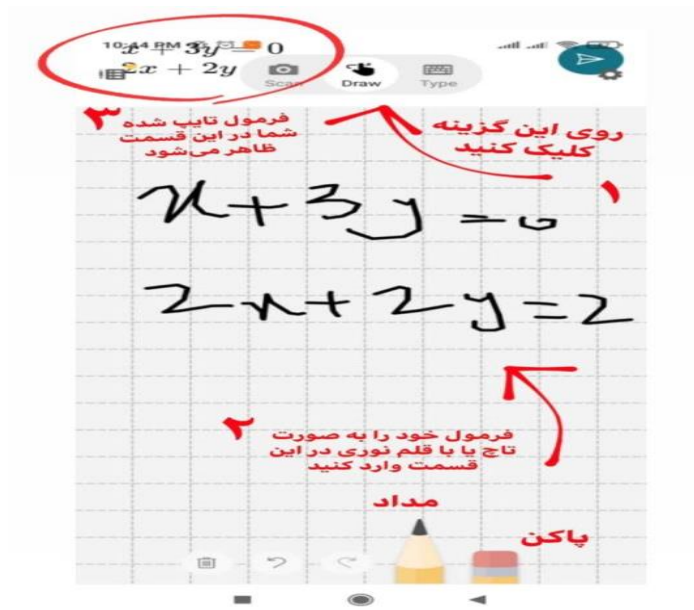 10:44 PM
x + 3y = 0
2x + 2y
Scan
Draw
Type
۳
فرمول تایپ شده
شما در این قسمت
ظاهر می‌شود
روی این گزینه
کلیک کنید
۱
x+3y=0
2x+2y=2
۲
فرمول خود را به صورت
تاچ یا با قلم نوری در این
قسمت وارد کنید
مداد
پاکن